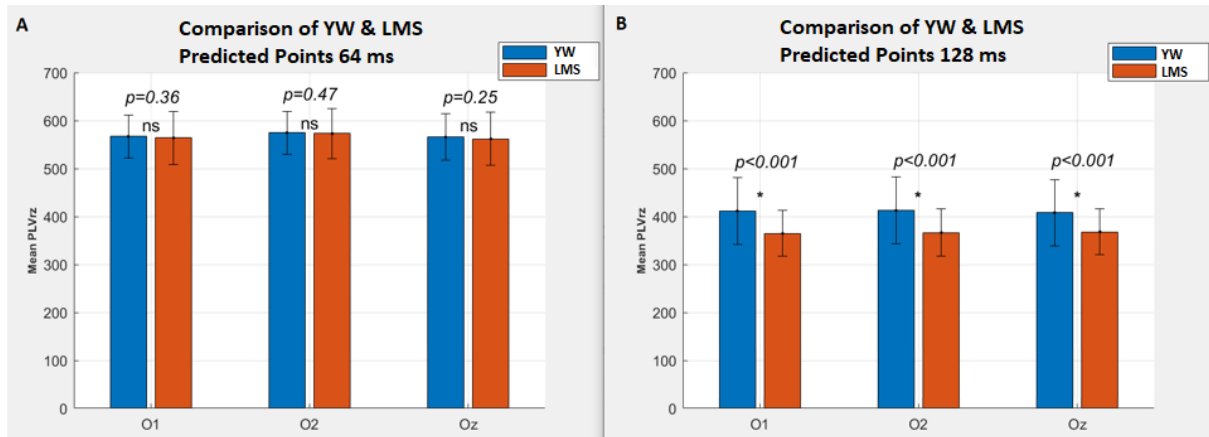 A
Comparison of YW & LMS
Predicted Points 64 ms
YW
LMS
700
600
500
400
300
200
100
0
Mean PLVrz
p=0.36
p=0.47
p=0.25
ns
ns
ns
O1
O2
Oz
B
Comparison of YW & LMS
Predicted Points 128 ms
YW
LMS
700
600
500
400
300
200
100
0
Mean PLVrz
p<0.001
p<0.001
p<0.001
*
*
*
O1
O2
Oz